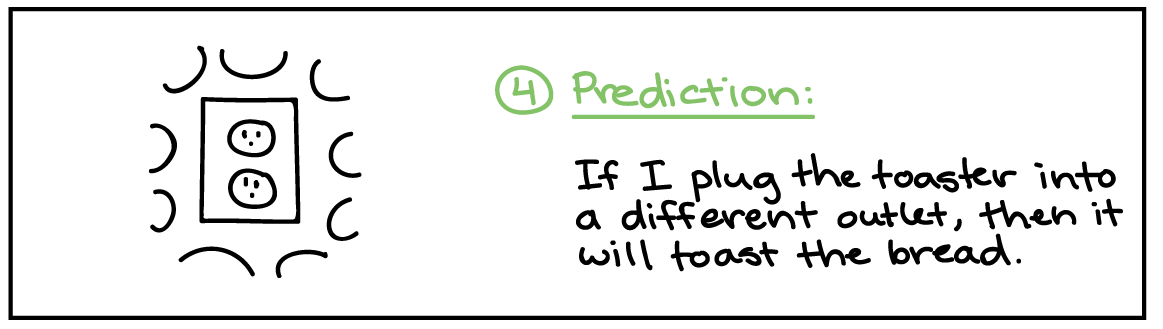 4 Prediction:
If I plug the toaster into
a different outlet, then it
will toast the bread.